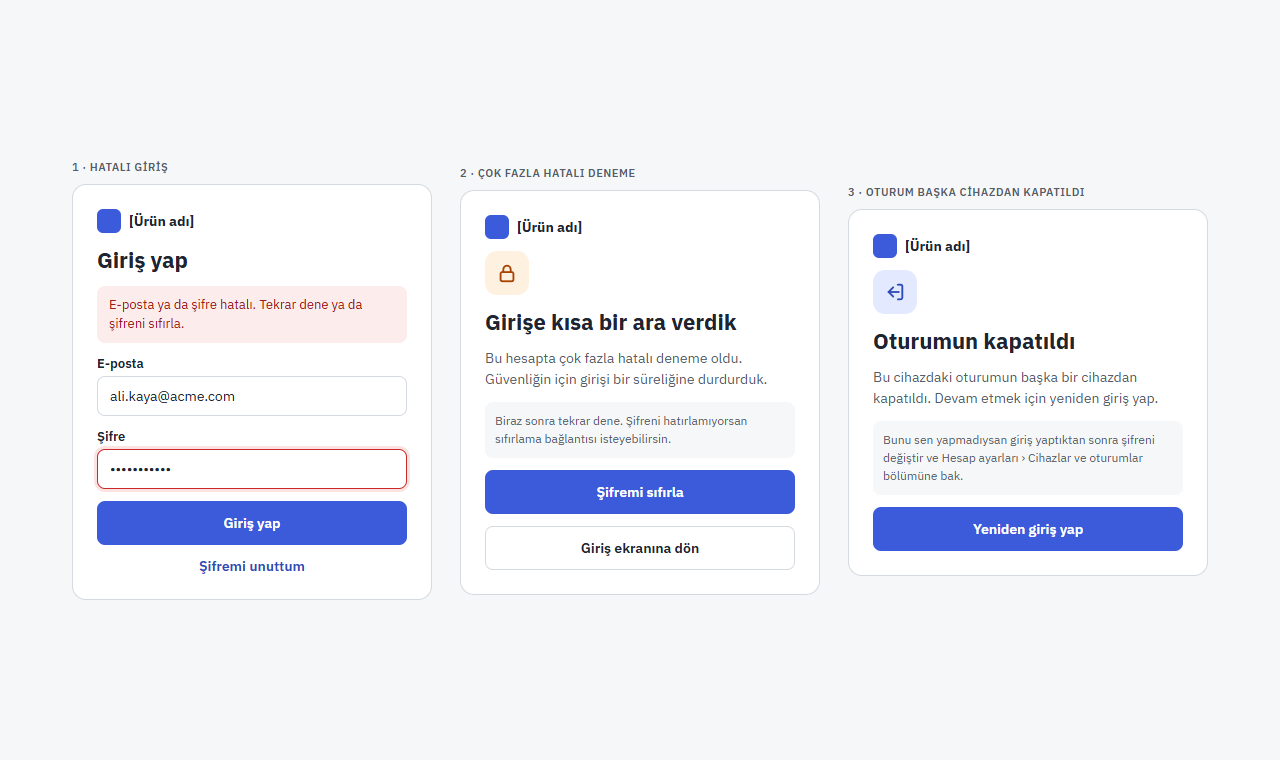 1 · HATALI GİRİŞ
[Ürün adı]
Giriş yap
E-posta ya da şifre hatalı. Tekrar dene ya da
şifreni sıfırla.
E-posta
ali.kaya@acme.com
Şifre
•••••••••••
Giriş yap
Şifremi unuttum
2 · ÇOK FAZLA HATALI DENEME
[Ürün adı]
Girişe kısa bir ara verdik
Bu hesapta çok fazla hatalı deneme oldu.
Güvenliğin için girişi bir süreliğine durdurduk.
Biraz sonra tekrar dene. Şifreni hatırlamıyorsan
sıfırlama bağlantısı isteyebilirsin.
Şifremi sıfırla
Giriş ekranına dön
3 · OTURUM BAŞKA CİHAZDAN KAPATILDI
[Ürün adı]
Oturumun kapatıldı
Bu cihazdaki oturumun başka bir cihazdan
kapatıldı. Devam etmek için yeniden giriş yap.
Bunu sen yapmadıysan giriş yaptıktan sonra şifreni
değiştir ve Hesap ayarları › Cihazlar ve oturumlar
bölümüne bak.
Yeniden giriş yap